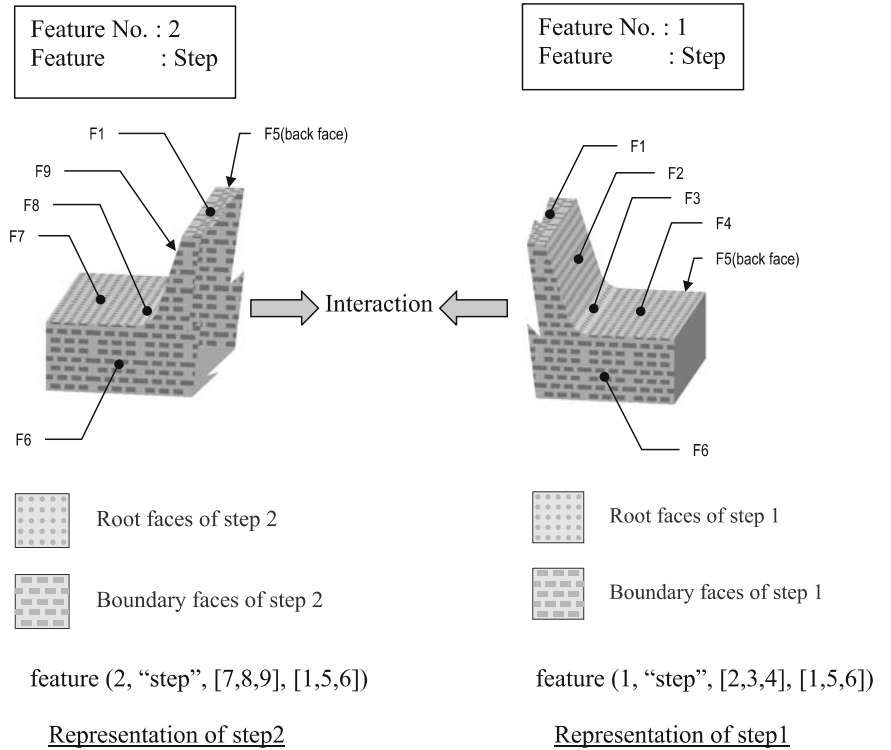 Feature No. : 2
Feature : Step
Feature No. : 1
Feature : Step
F1
F5(back face)
F9
F8
F7
F6
F1
F2
F3
F4
F5(back face)
F6
Interaction
Root faces of step 2
Boundary faces of step 2
Root faces of step 1
Boundary faces of step 1
feature (2, “step”, [7,8,9], [1,5,6])
feature (1, “step”, [2,3,4], [1,5,6])
Representation of step2
Representation of step1